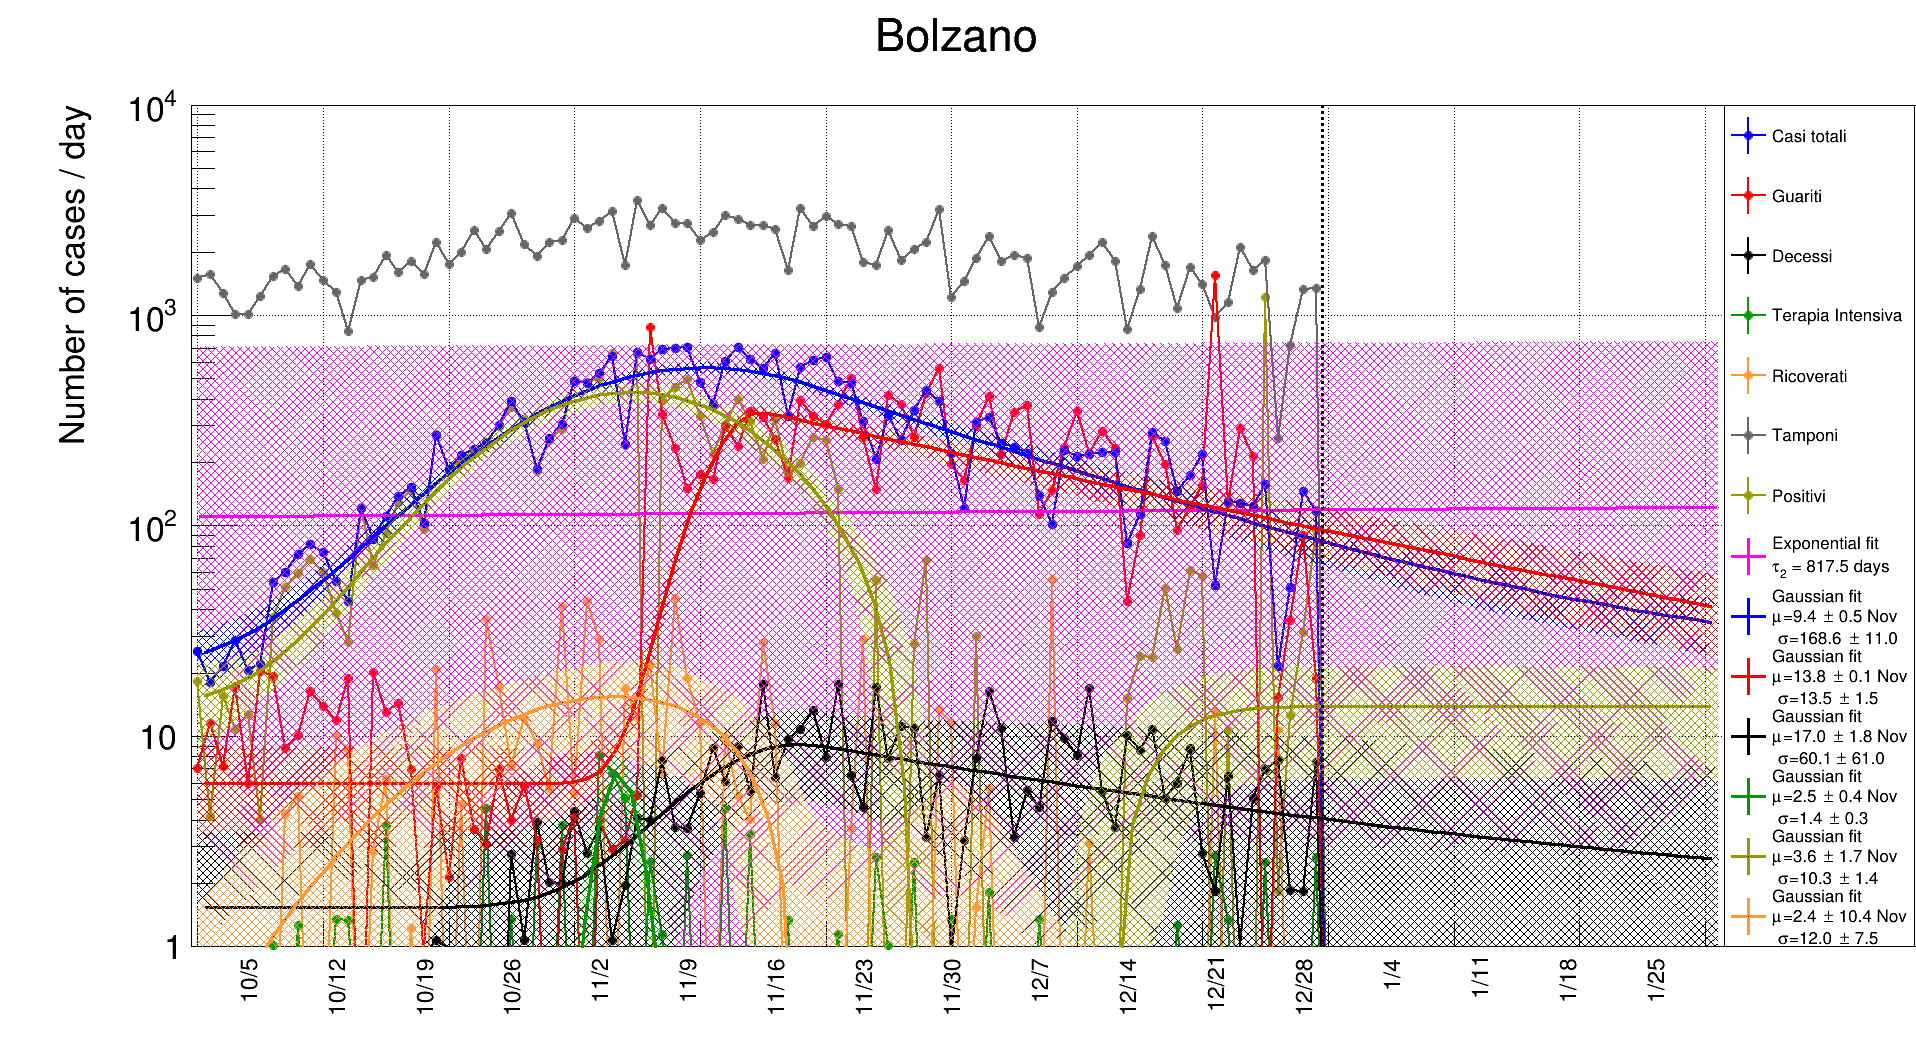 Bolzano
Number of cases / day
10⁴
10³
10²
10
1
10/5
10/12
10/19
10/26
11/2
11/9
11/16
11/23
11/30
12/7
12/14
12/21
12/28
1/4
1/11
1/18
1/25
Casi totali
Guariti
Decessi
Terapia Intensiva
Ricoverati
Tamponi
Positivi
Exponential fit
τ₂ = 817.5 days
Gaussian fit
μ=9.4 ± 0.5 Nov
σ=168.6 ± 11.0
Gaussian fit
μ=13.8 ± 0.1 Nov
σ=13.5 ± 1.5
Gaussian fit
μ=17.0 ± 1.8 Nov
σ=60.1 ± 61.0
Gaussian fit
μ=2.5 ± 0.4 Nov
σ=1.4 ± 0.3
Gaussian fit
μ=3.6 ± 1.7 Nov
σ=10.3 ± 1.4
Gaussian fit
μ=2.4 ± 10.4 Nov
σ=12.0 ± 7.5